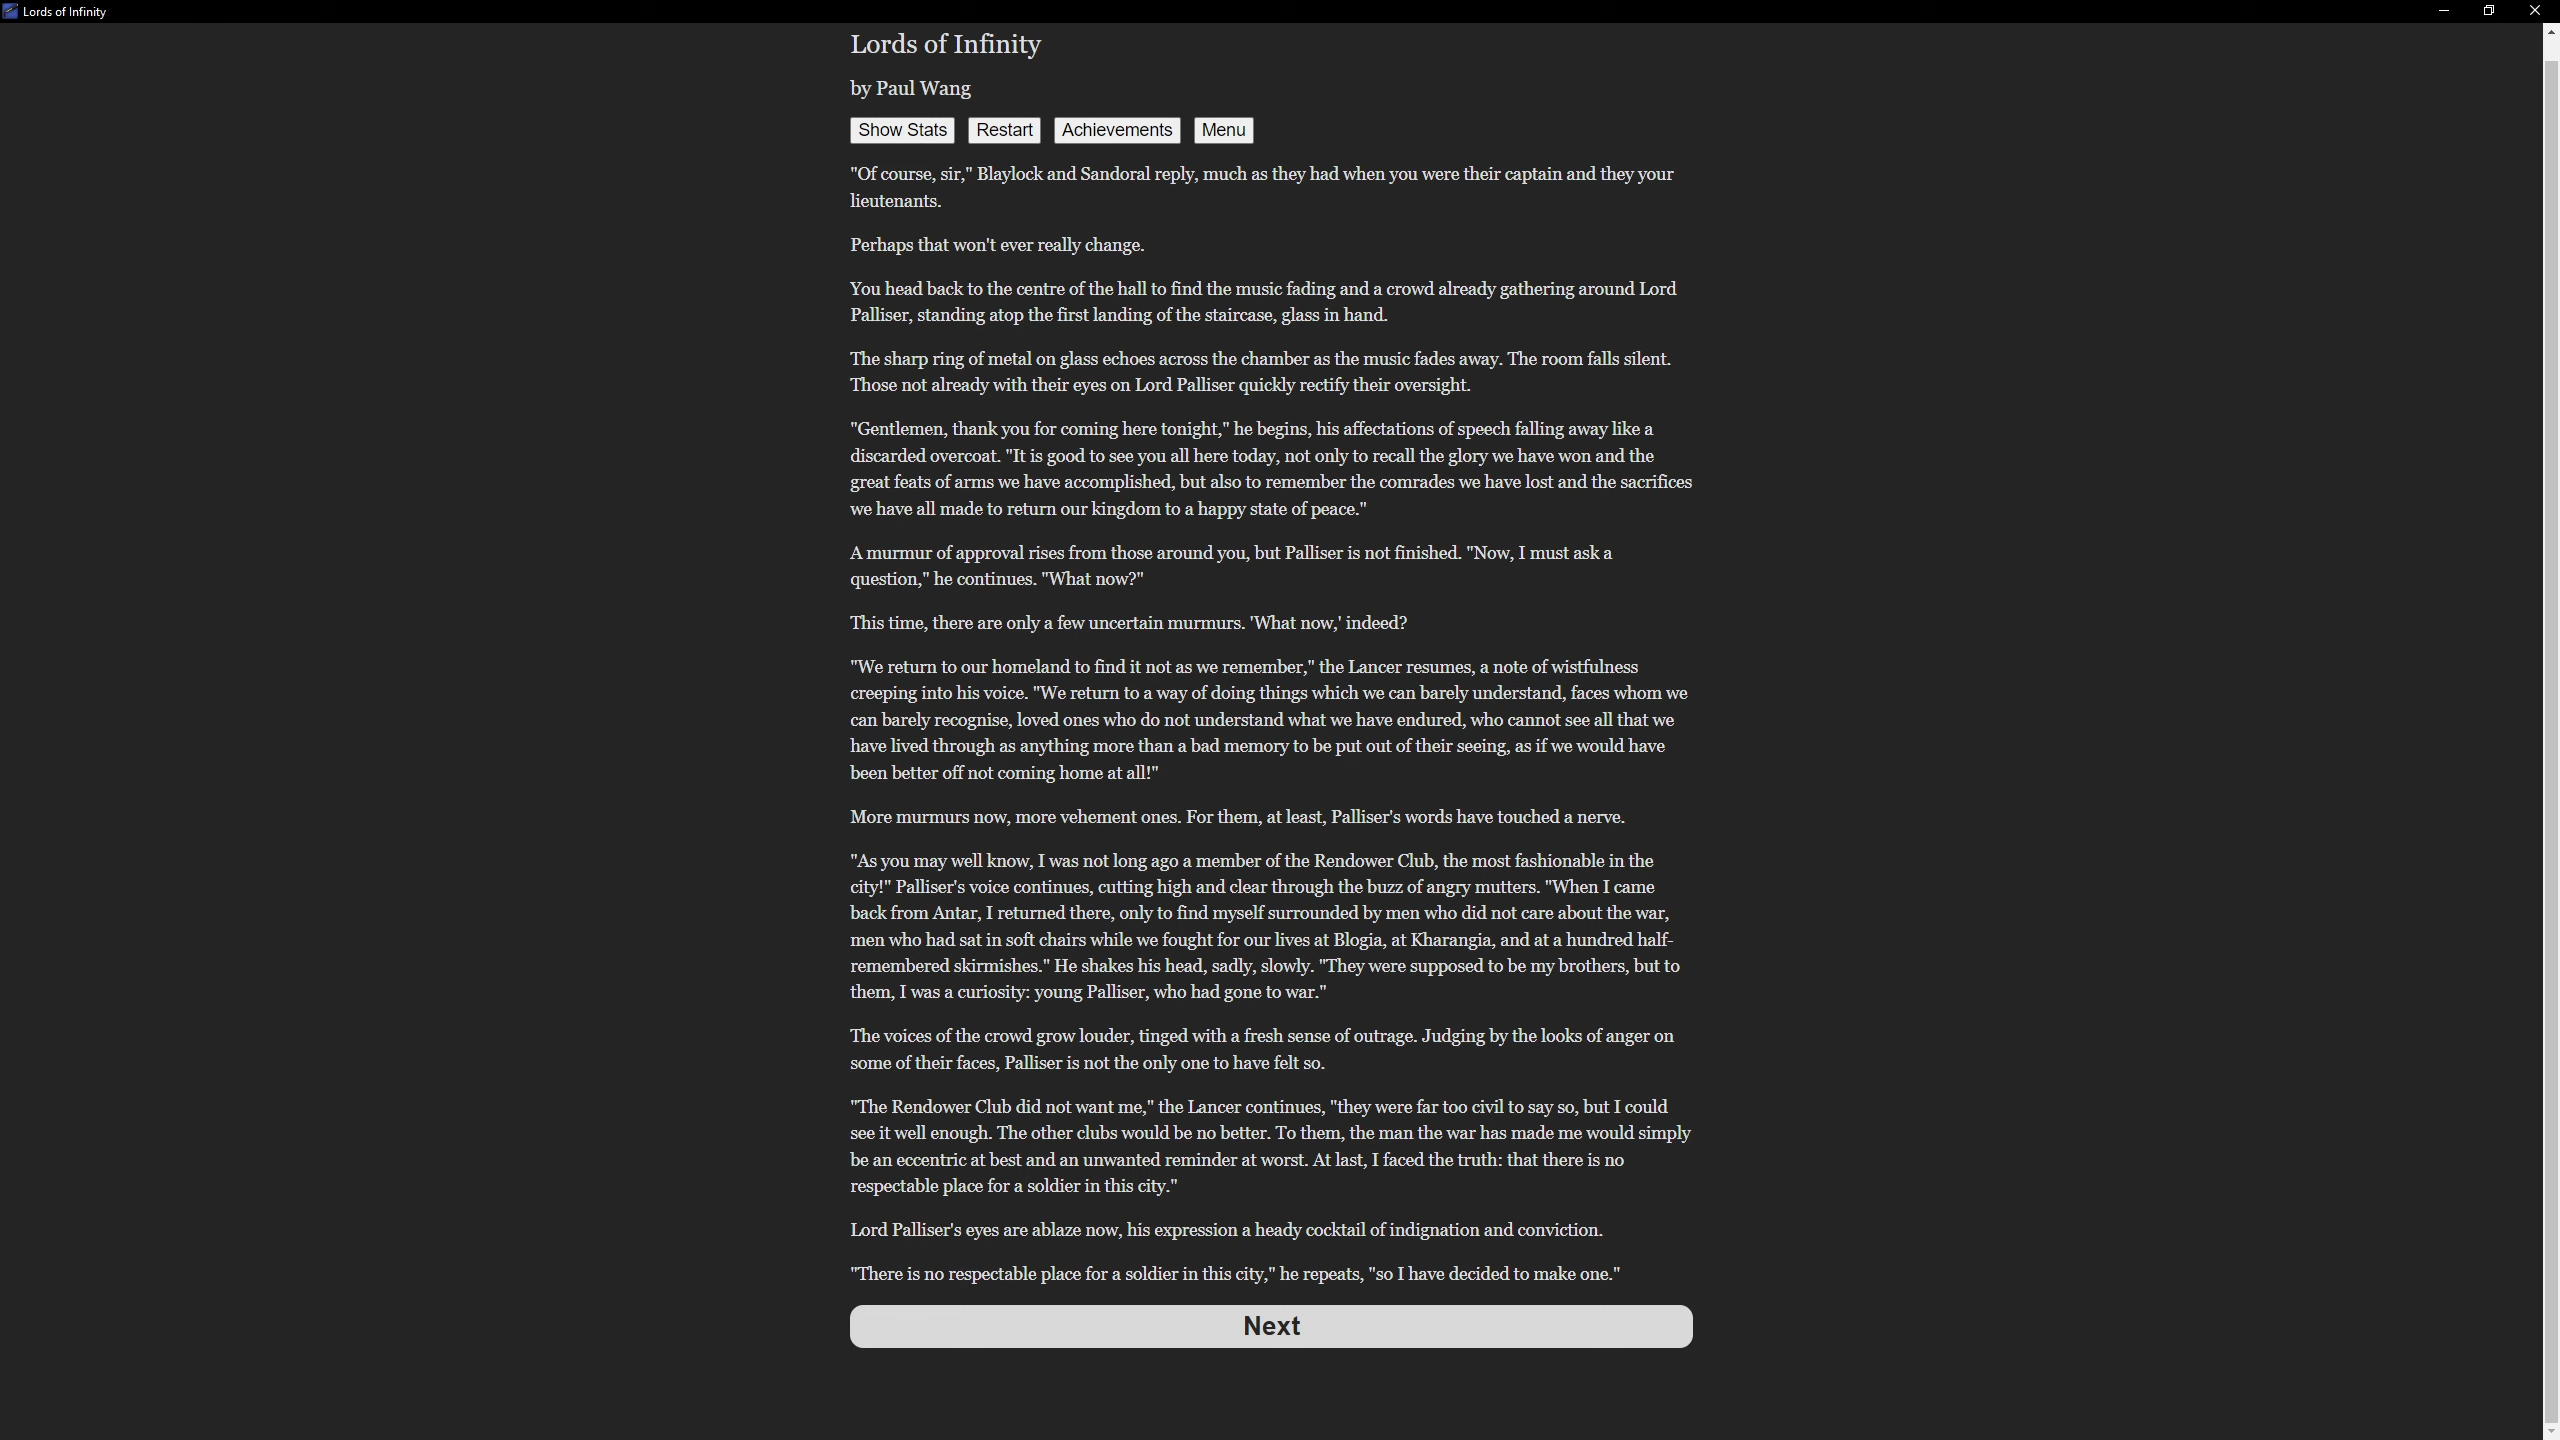 Lords of Infinity
Lords of Infinity
by Paul Wang
Show Stats Restart Achievements Menu
"Of course, sir," Blaylock and Sandoral reply, much as they had when you were their captain and they your
lieutenants.
Perhaps that won't ever really change.
You head back to the centre of the hall to find the music fading and a crowd already gathering around Lord
Palliser, standing atop the first landing of the staircase, glass in hand.
The sharp ring of metal on glass echoes across the chamber as the music fades away. The room falls silent.
Those not already with their eyes on Lord Palliser quickly rectify their oversight.
"Gentlemen, thank you for coming here tonight," he begins, his affectations of speech falling away like a
discarded overcoat. "It is good to see you all here today, not only to recall the glory we have won and the
great feats of arms we have accomplished, but also to remember the comrades we have lost and the sacrifices
we have all made to return our kingdom to a happy state of peace."
A murmur of approval rises from those around you, but Palliser is not finished. "Now, I must ask a
question," he continues. "What now?"
This time, there are only a few uncertain murmurs. 'What now,' indeed?
"We return to our homeland to find it not as we remember," the Lancer resumes, a note of wistfulness
creeping into his voice. "We return to a way of doing things which we can barely understand, faces whom we
can barely recognise, loved ones who do not understand what we have endured, who cannot see all that we
have lived through as anything more than a bad memory to be put out of their seeing, as if we would have
been better off not coming home at all!"
More murmurs now, more vehement ones. For them, at least, Palliser's words have touched a nerve.
"As you may well know, I was not long ago a member of the Rendower Club, the most fashionable in the
city!" Palliser's voice continues, cutting high and clear through the buzz of angry mutters. "When I came
back from Antar, I returned there, only to find myself surrounded by men who did not care about the war,
men who had sat in soft chairs while we fought for our lives at Blogia, at Kharangia, and at a hundred half-
remembered skirmishes." He shakes his head, sadly, slowly. "They were supposed to be my brothers, but to
them, I was a curiosity: young Palliser, who had gone to war."
The voices of the crowd grow louder, tinged with a fresh sense of outrage. Judging by the looks of anger on
some of their faces, Palliser is not the only one to have felt so.
"The Rendower Club did not want me," the Lancer continues, "they were far too civil to say so, but I could
see it well enough. The other clubs would be no better. To them, the man the war has made me would simply
be an eccentric at best and an unwanted reminder at worst. At last, I faced the truth: that there is no
respectable place for a soldier in this city."
Lord Palliser's eyes are ablaze now, his expression a heady cocktail of indignation and conviction.
"There is no respectable place for a soldier in this city," he repeats, "so I have decided to make one."
Next